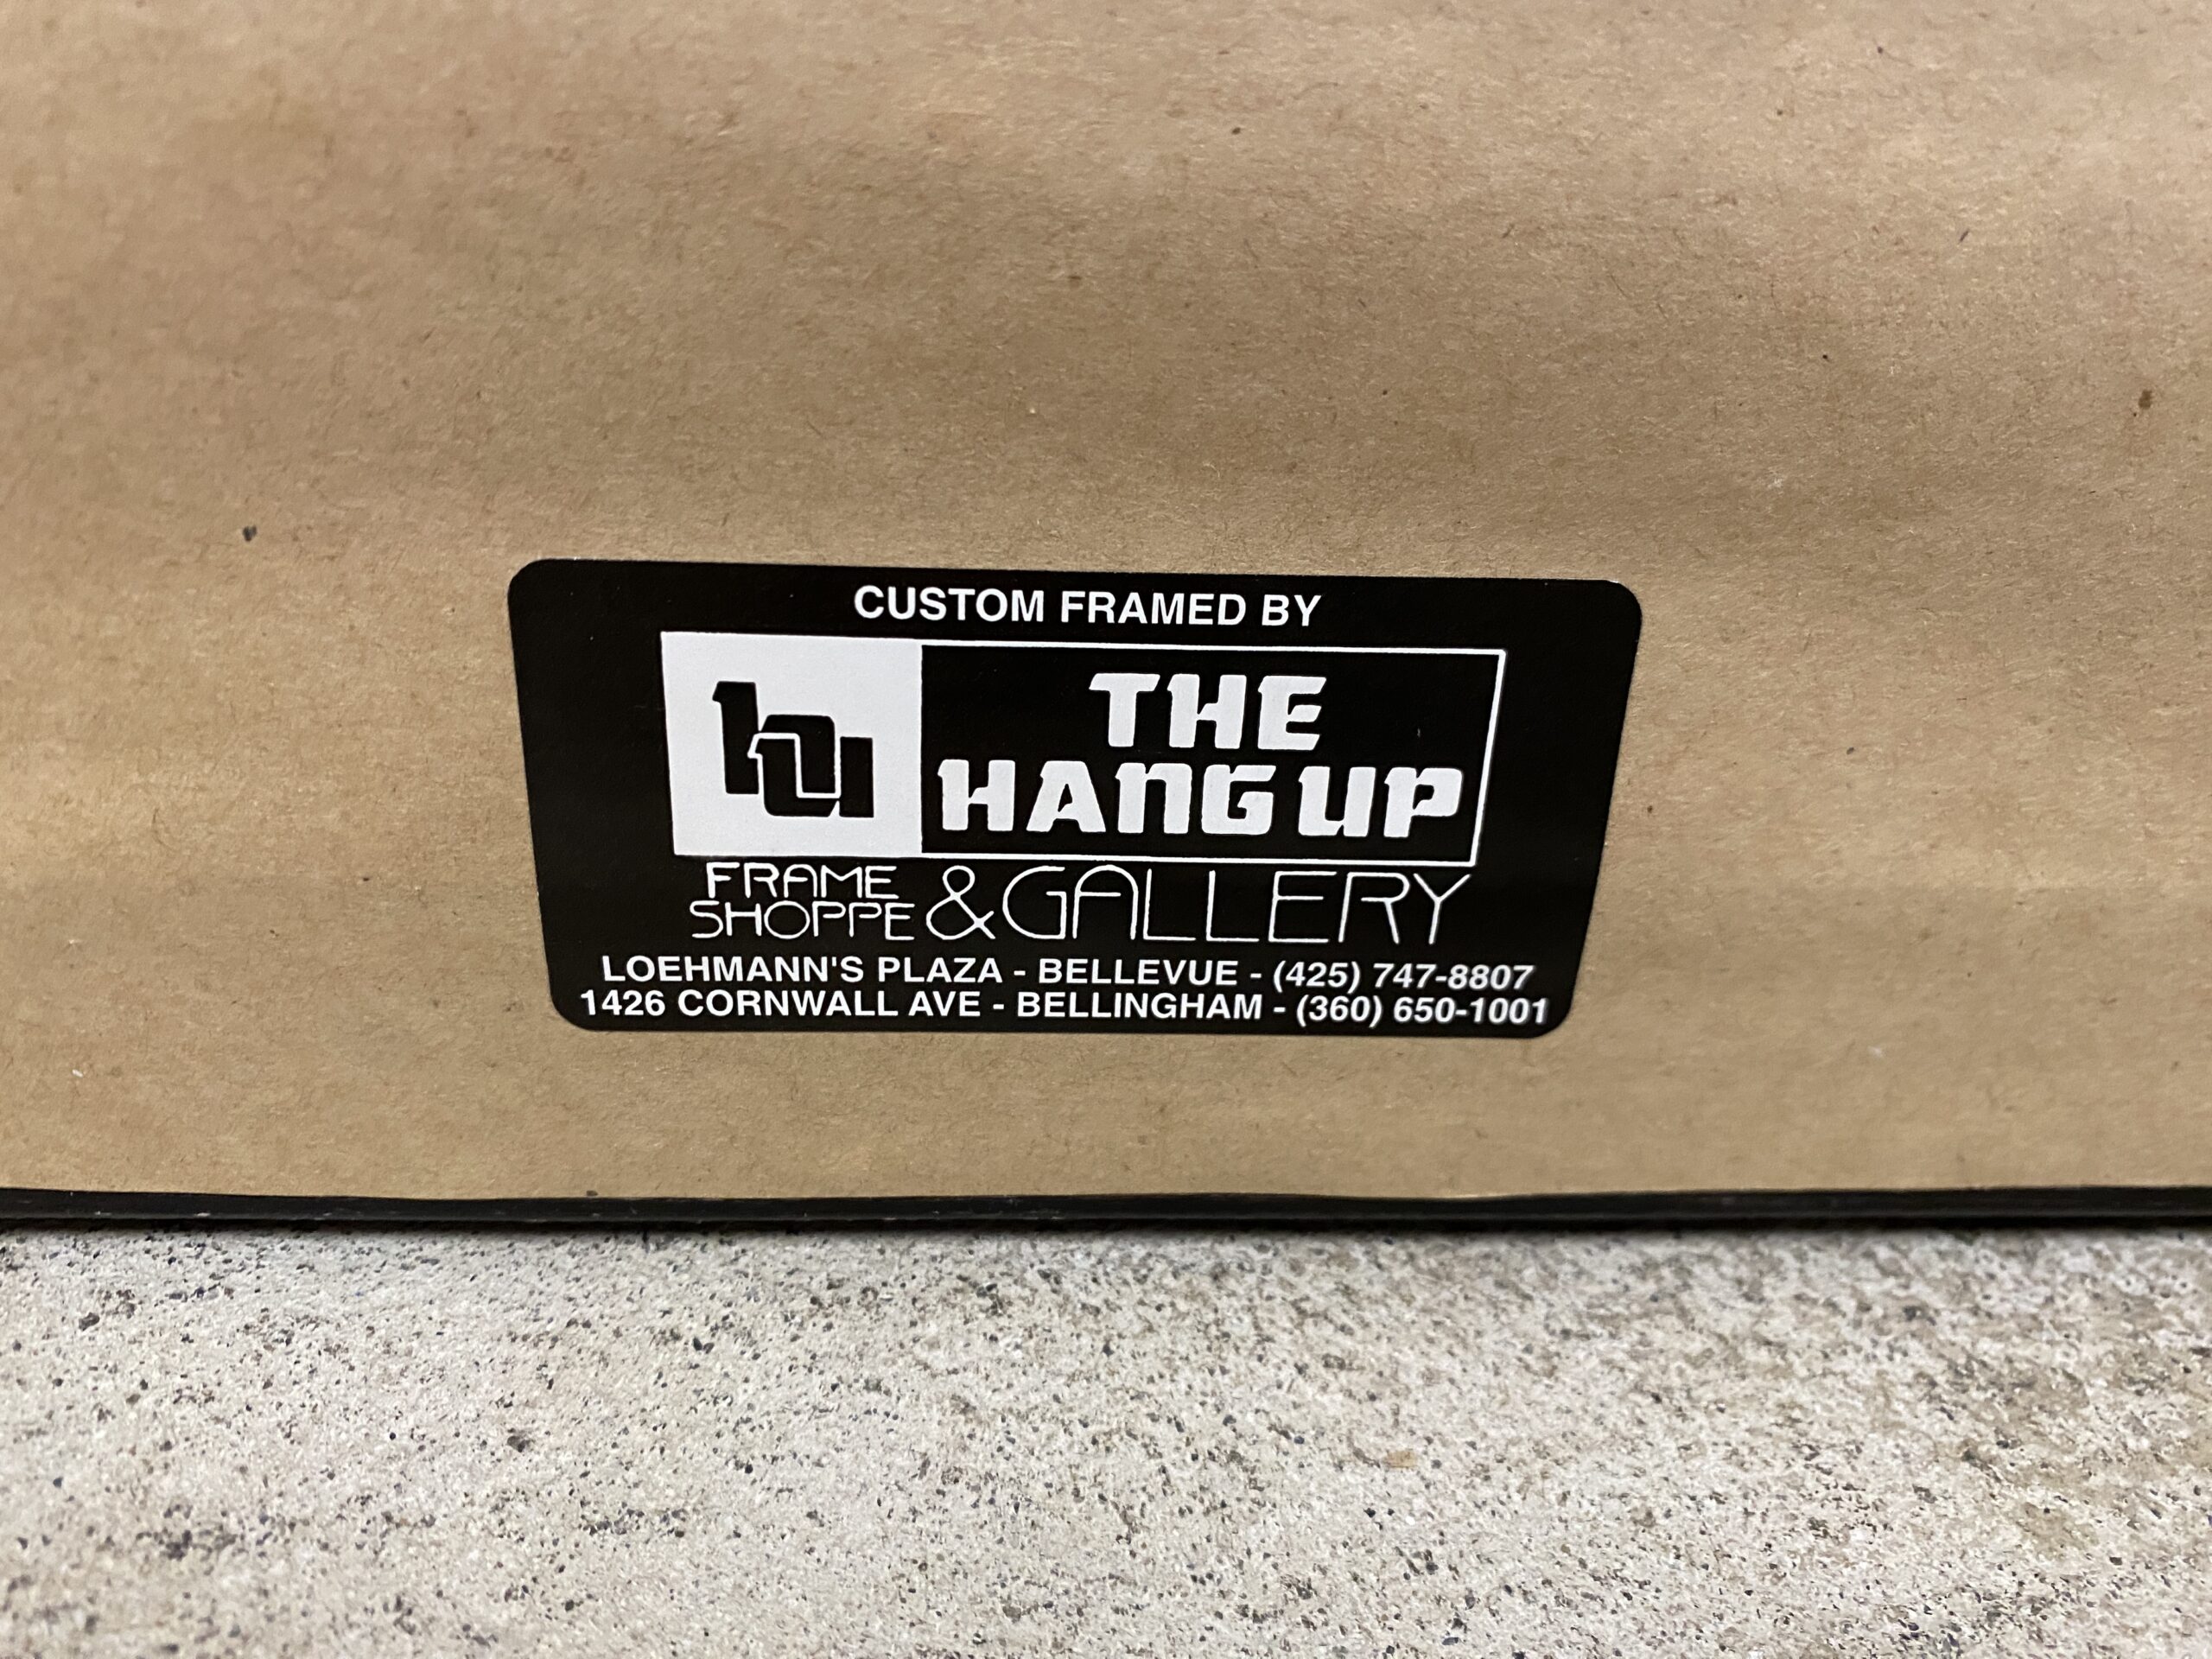 CUSTOM FRAMED BY
hu
THE
HANG UP
FRAME
SHOPPE & GALLERY
LOEHMANN'S PLAZA - BELLEVUE - (425) 747-8807
1426 CORNWALL AVE - BELLINGHAM - (360) 650-1001